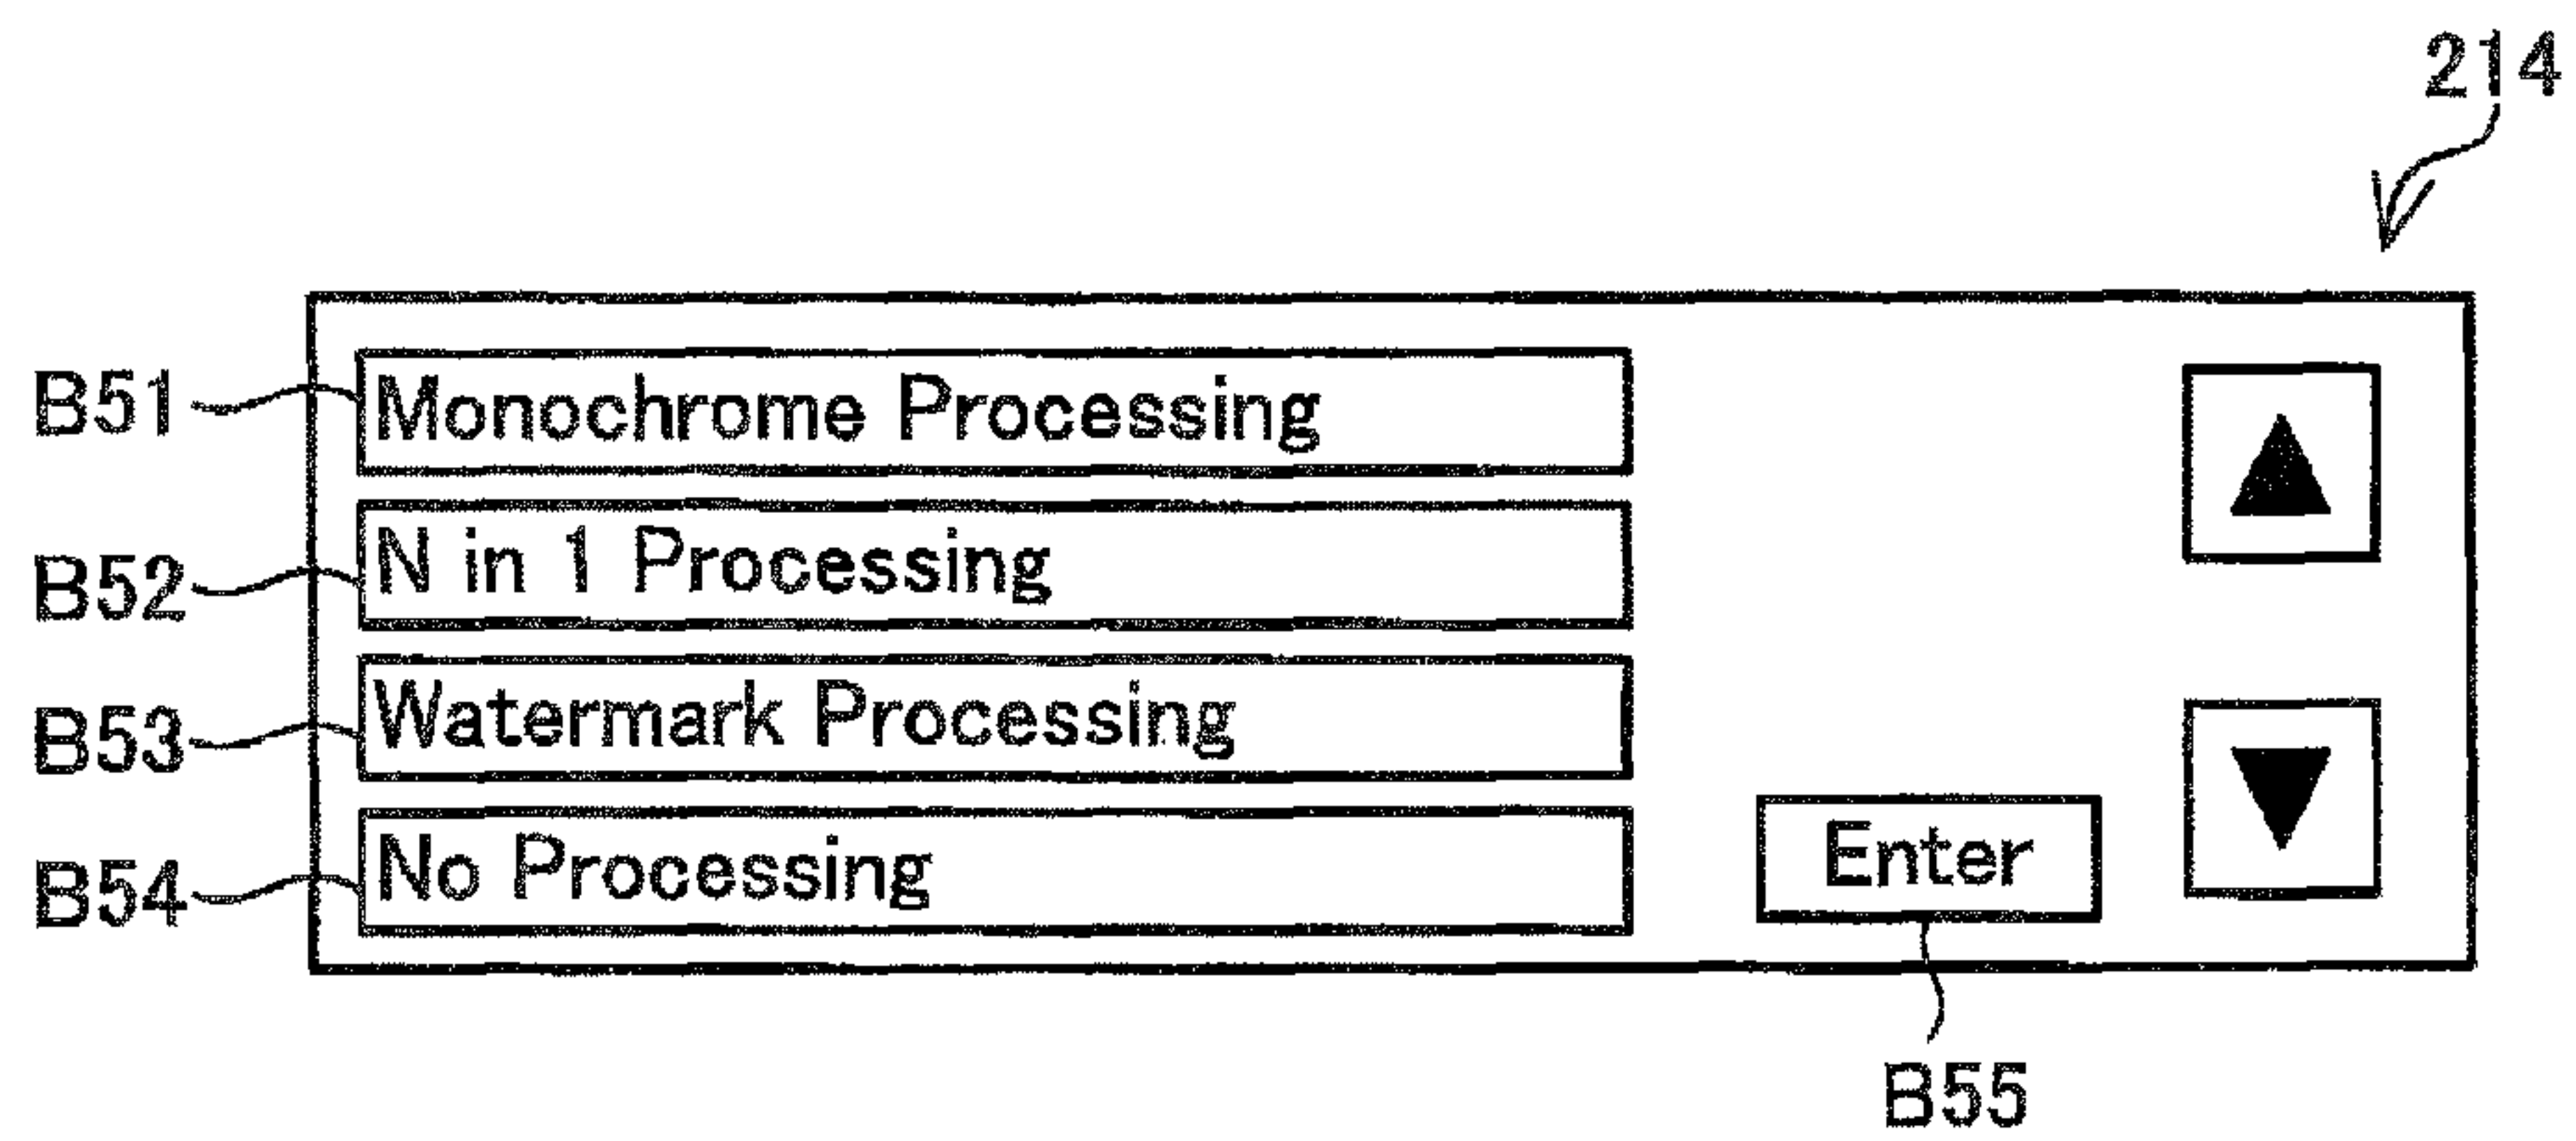 214
B51 Monochrome Processing
B52 N in 1 Processing
B53 Watermark Processing
B54 No Processing
Enter
B55